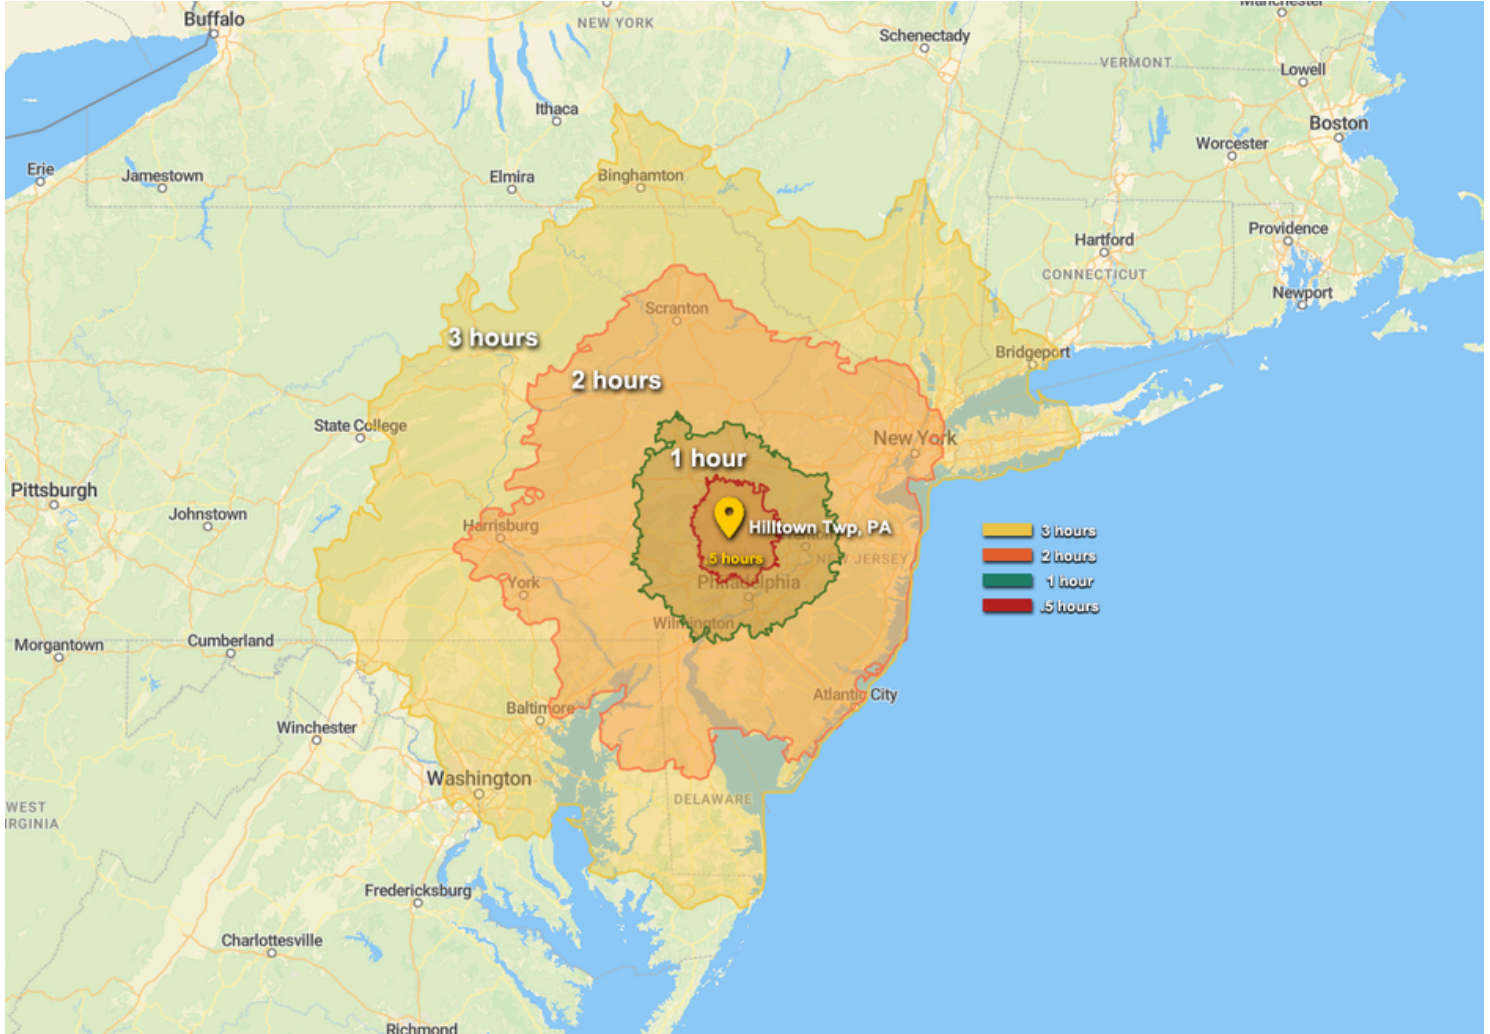 Manchester
Buffalo
NEW YORK
Schenectady
VERMONT
Lowell
Ithaca
Boston
Worcester
Erie
Jamestown
Elmira
Binghamton
Hartford
Providence
CONNECTICUT
Newport
Scranton
3 hours
Bridgeport
2 hours
State College
New York
1 hour
Pittsburgh
Johnstown
Harrisburg
Hilltown Twp, PA
3 hours
NEW JERSEY
2 hours
.5 hours
York
Philadelphia
1 hour
.5 hours
Wilmington
Morgantown
Cumberland
Atlantic City
Baltimore
Winchester
Washington
DELAWARE
WEST
IRGINIA
Fredericksburg
Charlottesville
Richmond